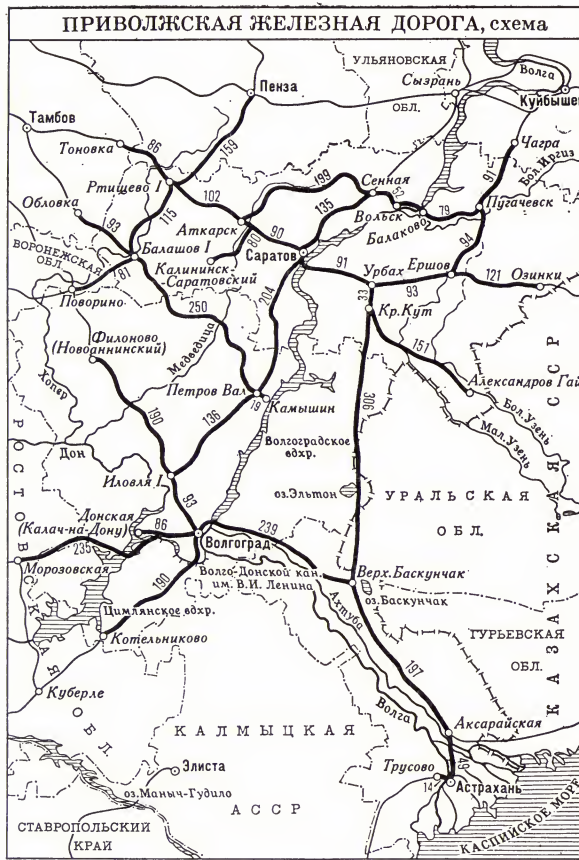 ПРИВОЛЖСКАЯ ЖЕЛЕЗНАЯ ДОРОГА, схема
УЛЬЯНОВСКАЯ
ОБЛ.
Волга
Сызрань
Куйбышев
Пенза
Тамбов
Тоновка
86
159
Чагра
91
Бол. Иргиз
Ртищево I
102
199
Сенная
Обловка
115
Аткарск
135
Вольск
79
Пугачевск
93
90
Балаково
ВОРОНЕЖСКАЯ
ОБЛ.
Балашов I
80
Саратов
94
87
Калининск-
Саратовский
91
Урбах
Ершов
121
Озинки
Поворино
93
250
204
33
Кр.Кут
Филоново
(Новоаннинский)
Медведица
151
Хопер
Александров Гай
Петров Вал
19
Камышин
306
Бол. Узень
Мал. Узень
190
136
Дон
Волгоградское
вдхр.
Иловля I
оз.Эльтон
УРАЛЬСКАЯ
ОБЛ.
93
Донская
(Калач-на-Дону)
86
239
235
Волгоград
Морозовская
190
Волго-Донской кан.
им. В.И. Ленина
Верх. Баскунчак
оз. Баскунчак
Цимлянское вдхр.
Ахтуба
Котельниково
ГУРЬЕВСКАЯ
ОБЛ.
197
Куберле
РОСТОВСКАЯ
ОБЛ.
КАЗАХСКАЯ ССР
Волга
КАЛМЫЦКАЯ
АССР
Аксарайская
49
Элиста
Трусово
14
Астрахань
оз.Маныч-Гудило
СТАВРОПОЛЬСКИЙ
КРАЙ
КАСПИЙСКОЕ МОРЕ